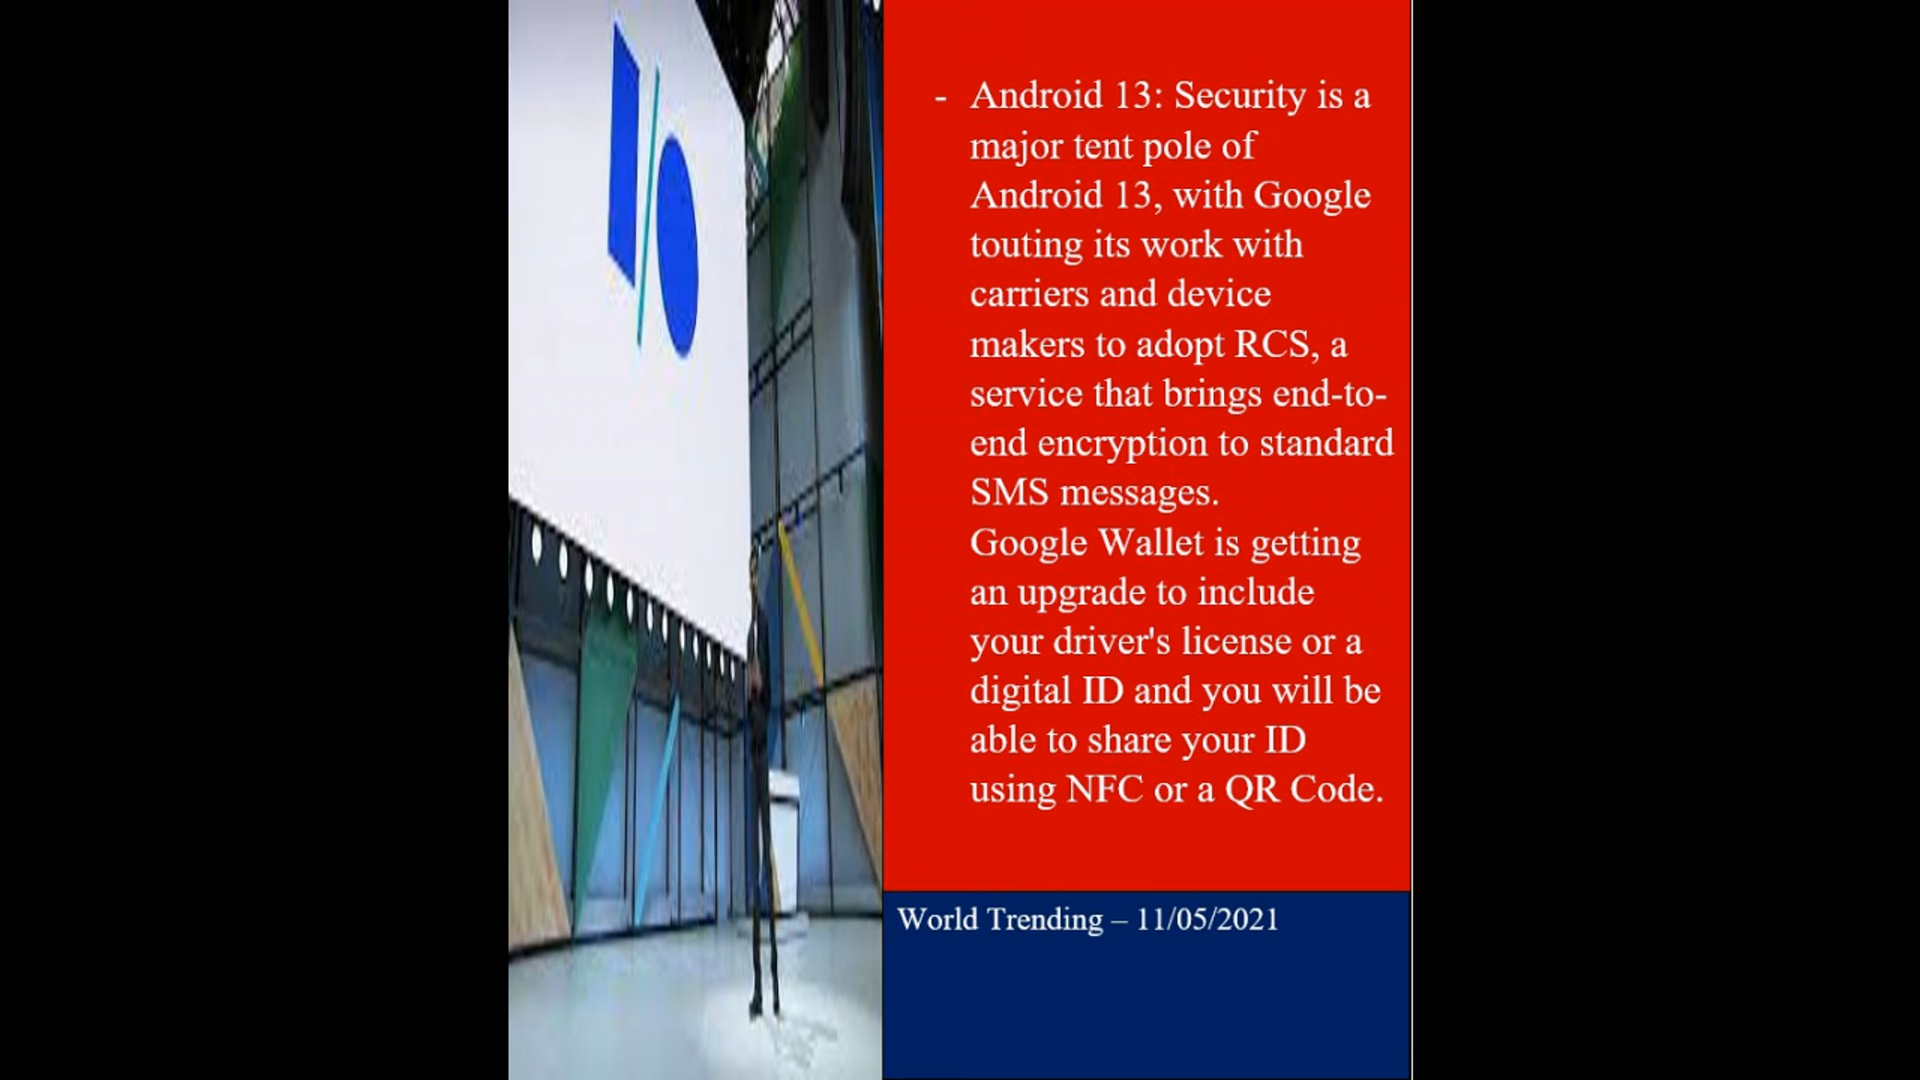 I/O
- Android 13: Security is a
major tent pole of
Android 13, with Google
touting its work with
carriers and device
makers to adopt RCS, a
service that brings end-to-
end encryption to standard
SMS messages.
Google Wallet is getting
an upgrade to include
your driver's license or a
digital ID and you will be
able to share your ID
using NFC or a QR Code.
World Trending – 11/05/2021